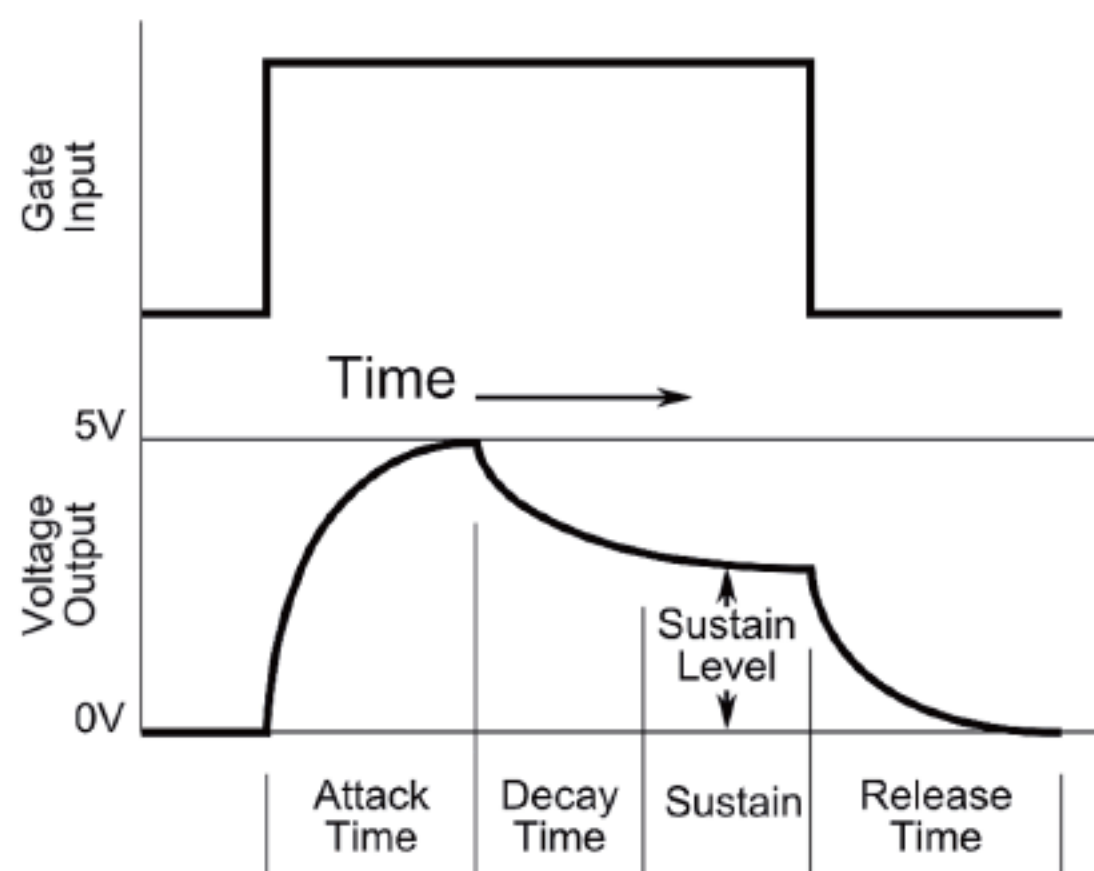 Gate
Input
Time
5V
Voltage
Output
Sustain
Level
0V
Attack
Time
Decay
Time
Sustain
Release
Time